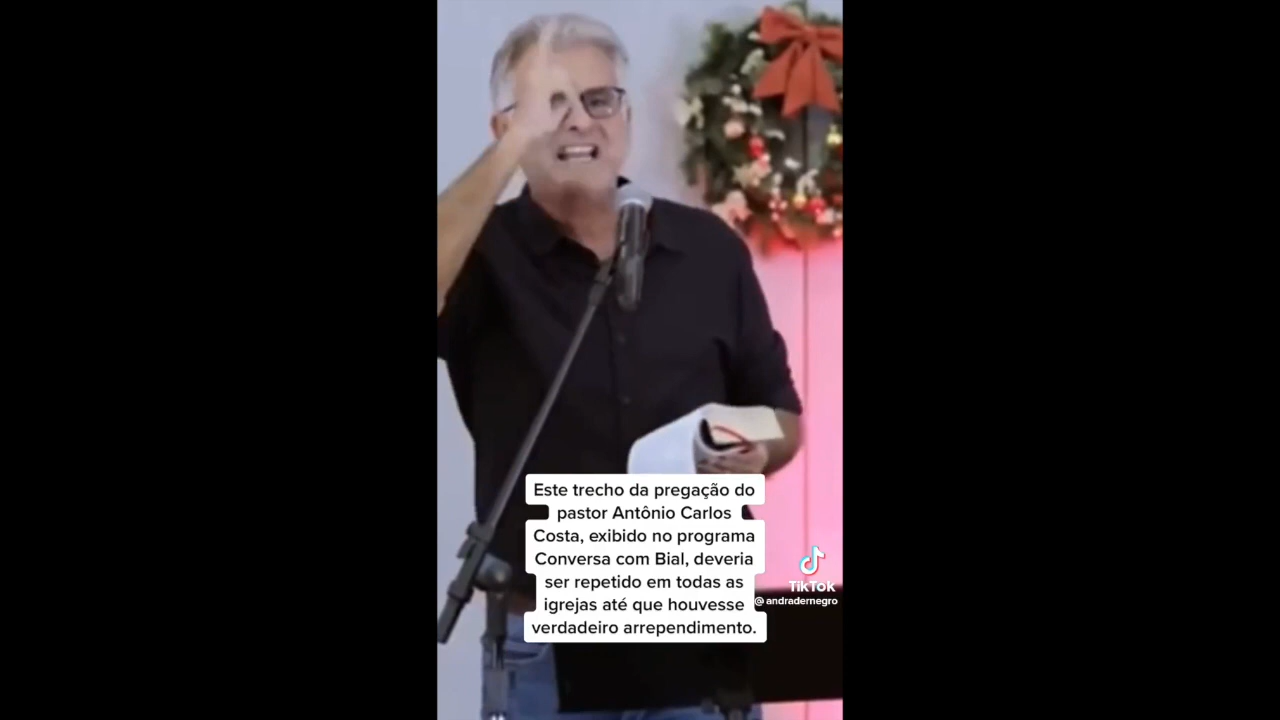 Este trecho da pregação do
pastor Antônio Carlos
Costa, exibido no programa
Conversa com Bial, deveria
ser repetido em todas as
igrejas até que houvesse
verdadeiro arrependimento.
TikTok
@andradernegro